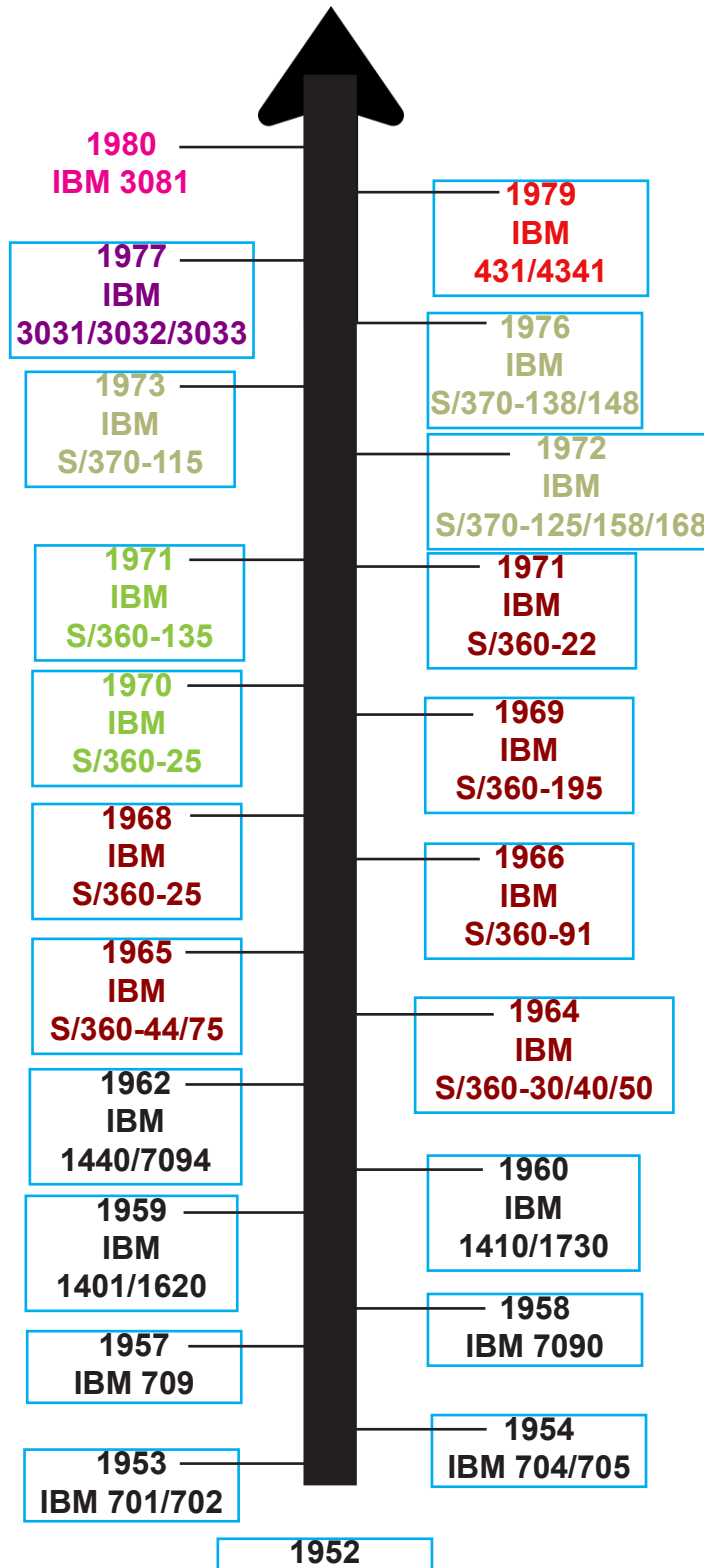 1980
IBM 3081
1979
IBM
431/4341
1977
IBM
3031/3032/3033
1976
IBM
S/370-138/148
1973
IBM
S/370-115
1972
IBM
S/370-125/158/168
1971
IBM
S/360-135
1971
IBM
S/360-22
1970
IBM
S/360-25
1969
IBM
S/360-195
1968
IBM
S/360-25
1966
IBM
S/360-91
1965
IBM
S/360-44/75
1964
IBM
S/360-30/40/50
1962
IBM
1440/7094
1960
IBM
1410/1730
1959
IBM
1401/1620
1958
IBM 7090
1957
IBM 709
1954
IBM 704/705
1953
IBM 701/702
1952